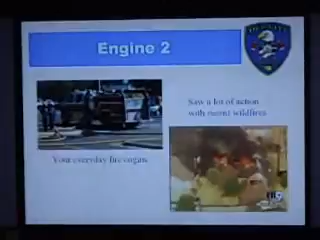 Engine 2
Saw a lot of action
with recent wildfires
Your everyday fire engine